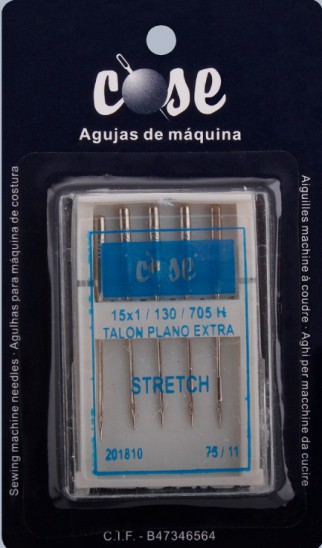 cose
Agujas de máquina
Sewing machine needles · Agulhas para máquina de costura
Aiguilles machine à coudre · Aghi per macchine da cucire
cose
15x1 / 130 / 705 H
TALON PLANO EXTRA
STRETCH
201810
75 / 11
C.I.F. - B47346564